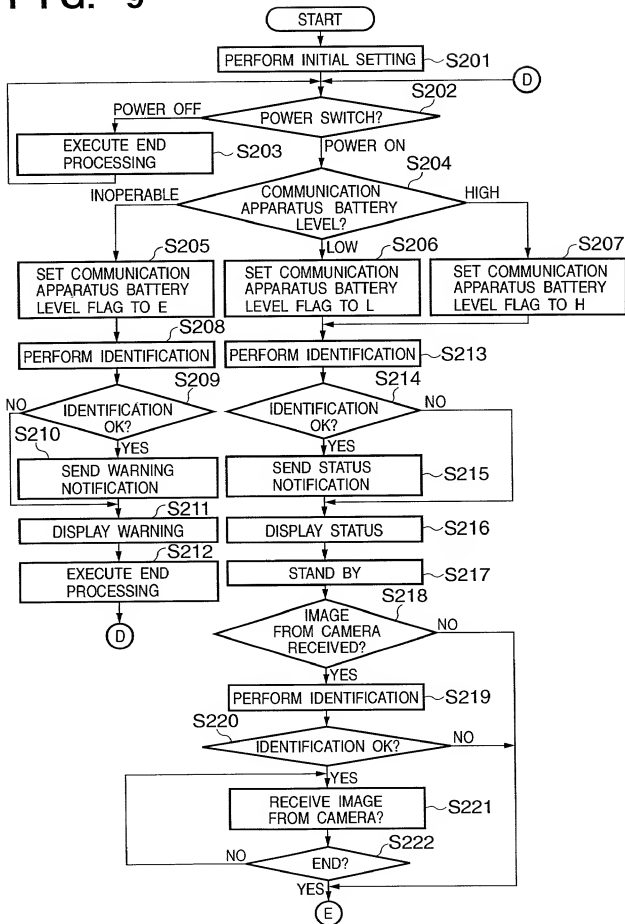 FIG. 9
START
PERFORM INITIAL SETTING
S201
D
S202
POWER OFF
POWER SWITCH?
EXECUTE END
PROCESSING
S203
POWER ON
S204
INOPERABLE
COMMUNICATION
APPARATUS BATTERY
LEVEL?
HIGH
LOW
S205
S206
S207
SET COMMUNICATION
APPARATUS BATTERY
LEVEL FLAG TO E
SET COMMUNICATION
APPARATUS BATTERY
LEVEL FLAG TO L
SET COMMUNICATION
APPARATUS BATTERY
LEVEL FLAG TO H
S208
PERFORM IDENTIFICATION
PERFORM IDENTIFICATION
S213
S209
S214
NO
IDENTIFICATION
OK?
IDENTIFICATION
OK?
NO
S210
YES
YES
SEND WARNING
NOTIFICATION
SEND STATUS
NOTIFICATION
S215
S211
DISPLAY WARNING
DISPLAY STATUS
S216
S212
EXECUTE END
PROCESSING
STAND BY
S217
D
S218
IMAGE
FROM CAMERA
RECEIVED?
NO
YES
PERFORM IDENTIFICATION
S219
S220
IDENTIFICATION OK?
NO
YES
RECEIVE IMAGE
FROM CAMERA?
S221
S222
NO
END?
YES
E